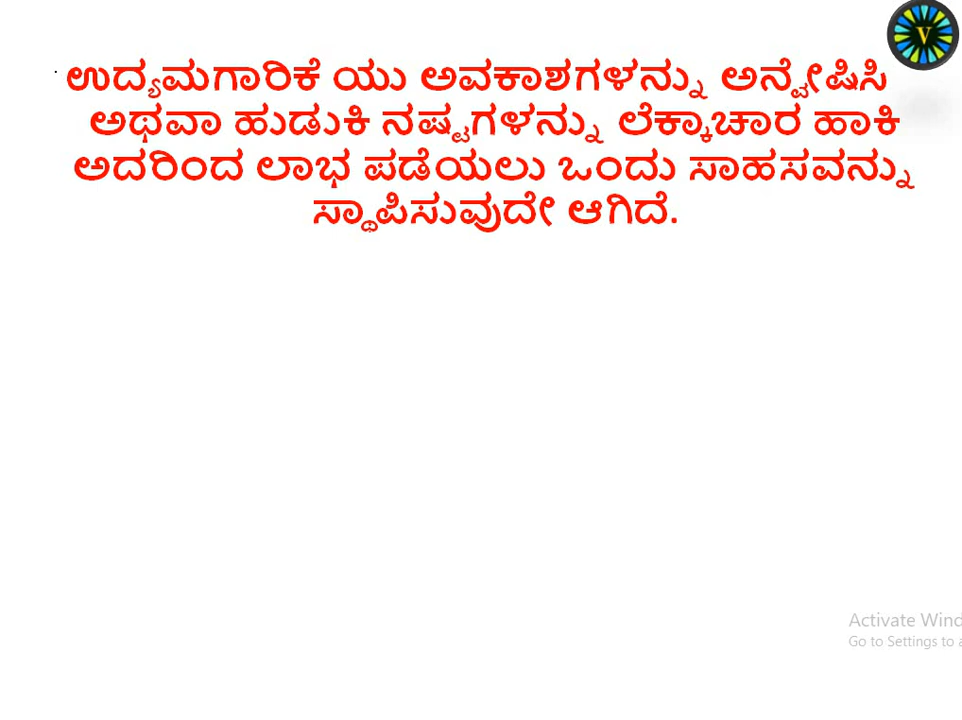 ಉದ್ಯಮಗಾರಿಕೆ ಯು ಅವಕಾಶಗಳನ್ನು ಅನ್ವೇಷಿಸಿ
ಅಥವಾ ಹುಡುಕಿ ನಷ್ಟಗಳನ್ನು ಲೆಕ್ಕಾಚಾರ ಹಾಕಿ
ಅದರಿಂದ ಲಾಭ ಪಡೆಯಲು ಒಂದು ಸಾಹಸವನ್ನು
ಸ್ಥಾಪಿಸುವುದೇ ಆಗಿದೆ.
V
Activate Wind
Go to Settings to a